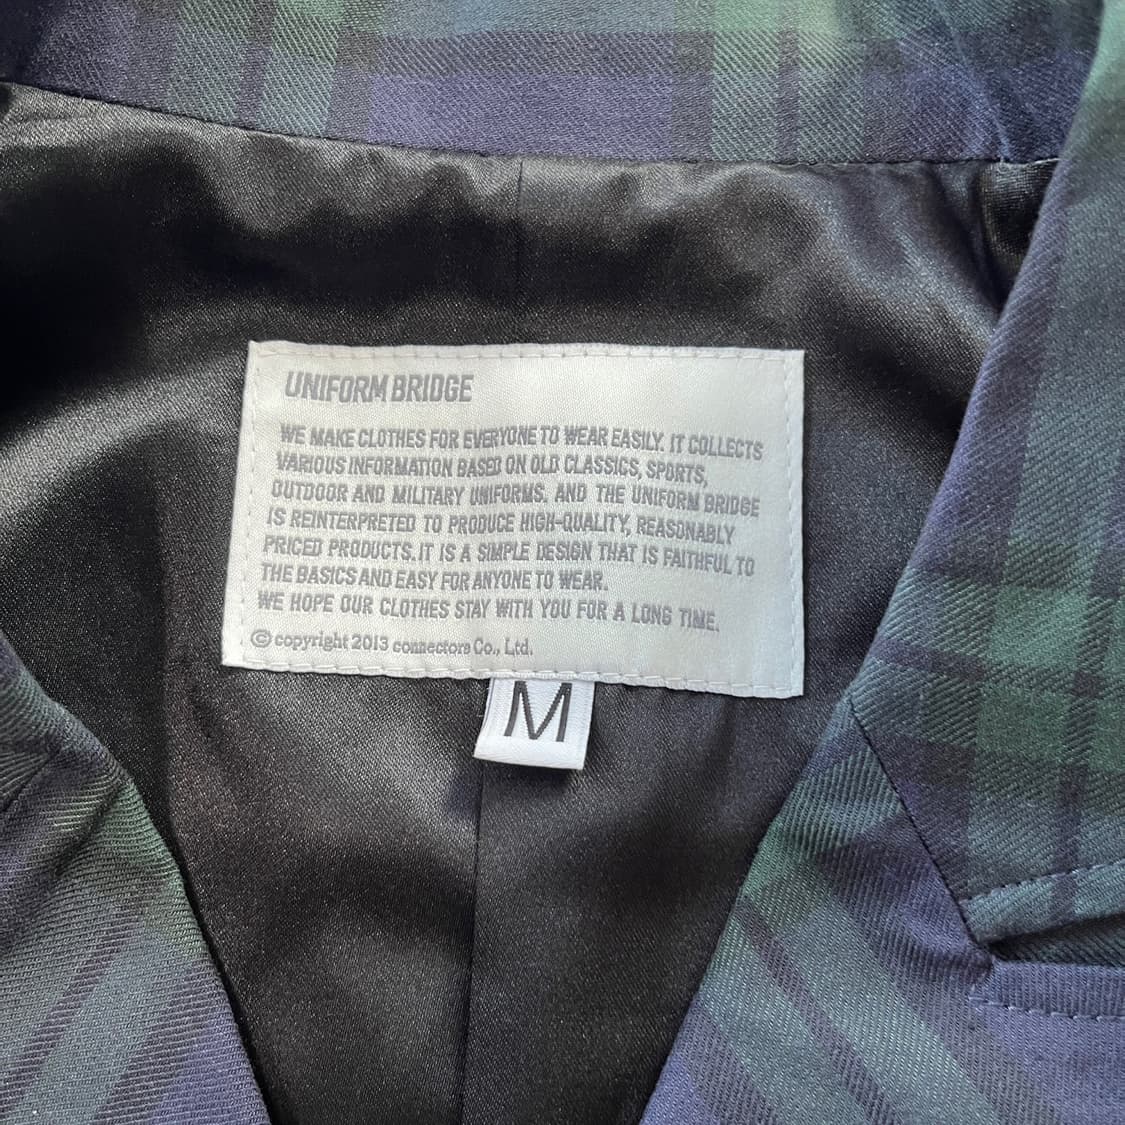 UNIFORM BRIDGE
WE MAKE CLOTHES FOR EVERYONE TO WEAR EASILY. IT COLLECTS
VARIOUS INFORMATION BASED ON OLD CLASSICS, SPORTS,
OUTDOOR AND MILITARY UNIFORMS. AND THE UNIFORM BRIDGE
IS REINTERPRETED TO PRODUCE HIGH-QUALITY, REASONABLY
PRICED PRODUCTS. IT IS A SIMPLE DESIGN THAT IS FAITHFUL TO
THE BASICS AND EASY FOR ANYONE TO WEAR.
WE HOPE OUR CLOTHES STAY WITH YOU FOR A LONG TIME.
© copyright 2013 connectors Co., Ltd.
M